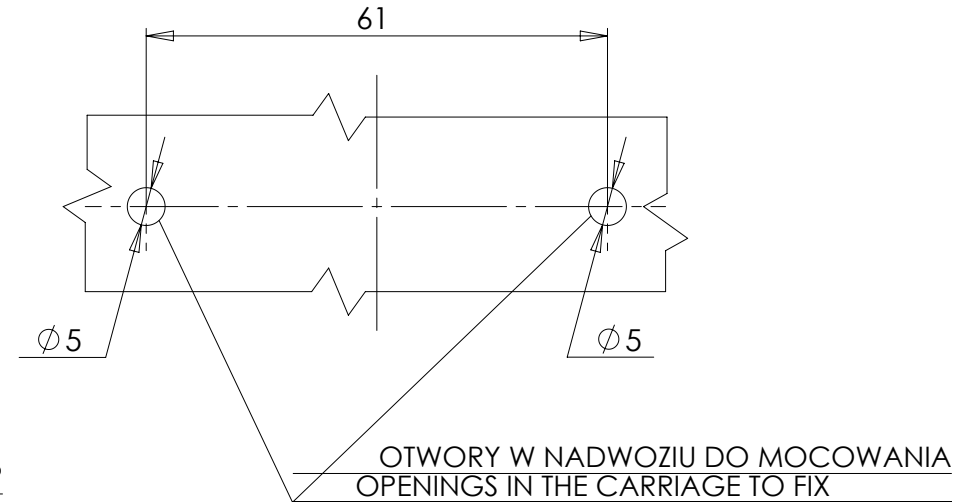 61
∅5 ∅5
OTWORY W NADWOZIU DO MOCOWANIA
OPENINGS IN THE CARRIAGE TO FIX